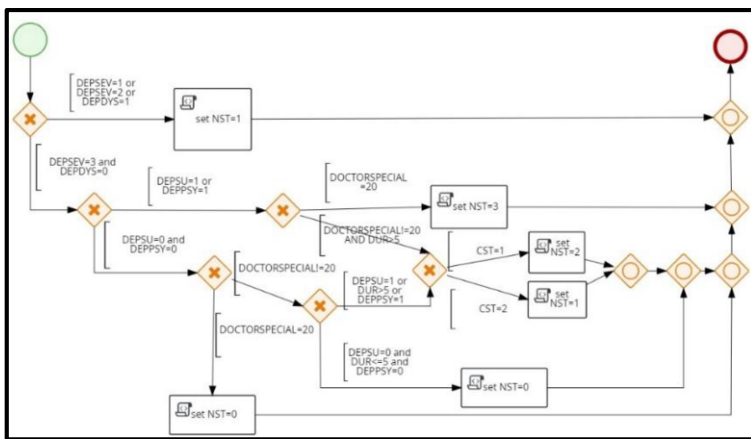 DEPSEV=1 or
DEPSEV=2 or
DEPDYS=1
set NST=1
DEPSEV=3 and
DEPDYS=0
DEPSU=1 or
DEPPSY=1
DOCTORSPECIAL
=20
set NST=3
DOCTORSPECIAL!=20
AND DUR>5
DEPSU=0 and
DEPPSY=0
CST=1
set
NST=2
DOCTORSPECIAL!=20
DEPSU=1 or
DUR>5 or
DEPPSY=1
CST=2
set
NST=1
DOCTORSPECIAL=20
DEPSU=0 and
DUR<=5 and
DEPPSY=0
set NST=0
set NST=0